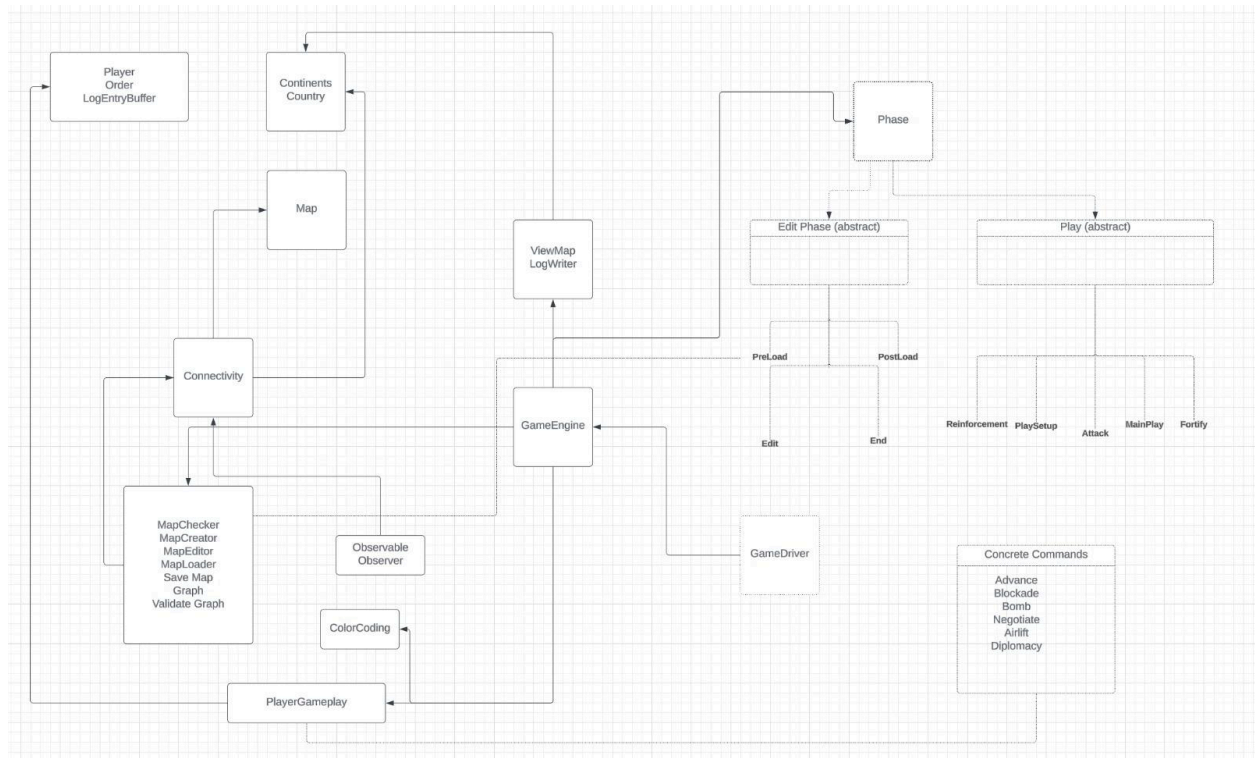 Player
Order
LogEntryBuffer
Continents
Country
Phase
Map
Edit Phase (abstract)
Play (abstract)
ViewMap
LogWriter
PreLoad
PostLoad
Connectivity
GameEngine
Reinforcement
PlaySetup
Attack
MainPlay
Fortify
Edit
End
MapChecker
MapCreator
MapEditor
MapLoader
Save Map
Graph
Validate Graph
Observable
Observer
GameDriver
Concrete Commands
Advance
Blockade
Bomb
Negotiate
Airlift
Diplomacy
ColorCoding
PlayerGameplay